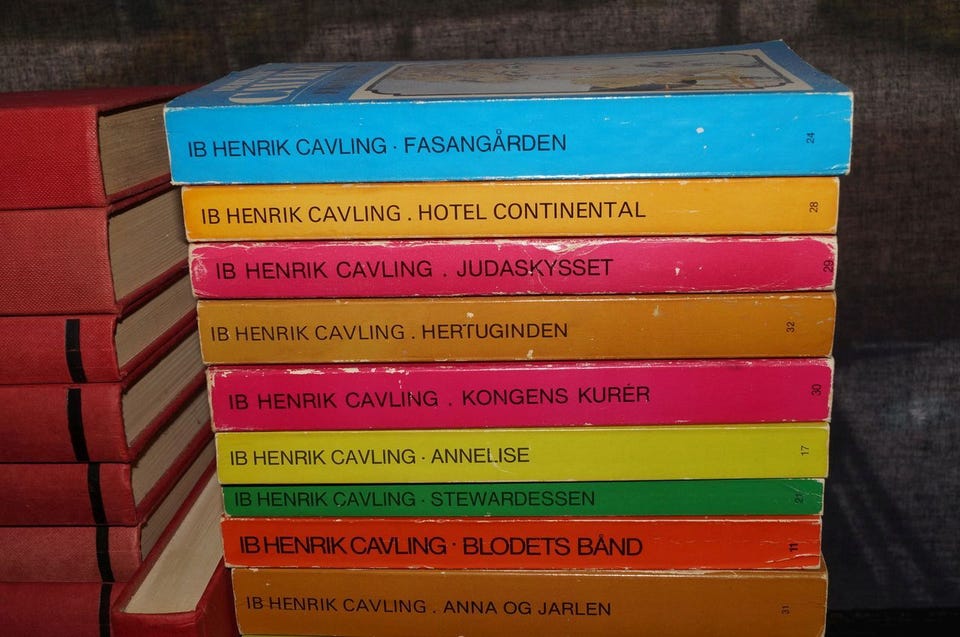 IB HENRIK CAVLING · FASANGÅRDEN 24
IB HENRIK CAVLING . HOTEL CONTINENTAL 28
IB HENRIK CAVLING . JUDASKYSSET 29
IB HENRIK CAVLING . HERTUGINDEN 32
IB HENRIK CAVLING . KONGENS KURÉR 30
IB HENRIK CAVLING · ANNELISE 17
IB HENRIK CAVLING · STEWARDESSEN 21
IB HENRIK CAVLING · BLODETS BÅND 11
IB HENRIK CAVLING . ANNA OG JARLEN 31